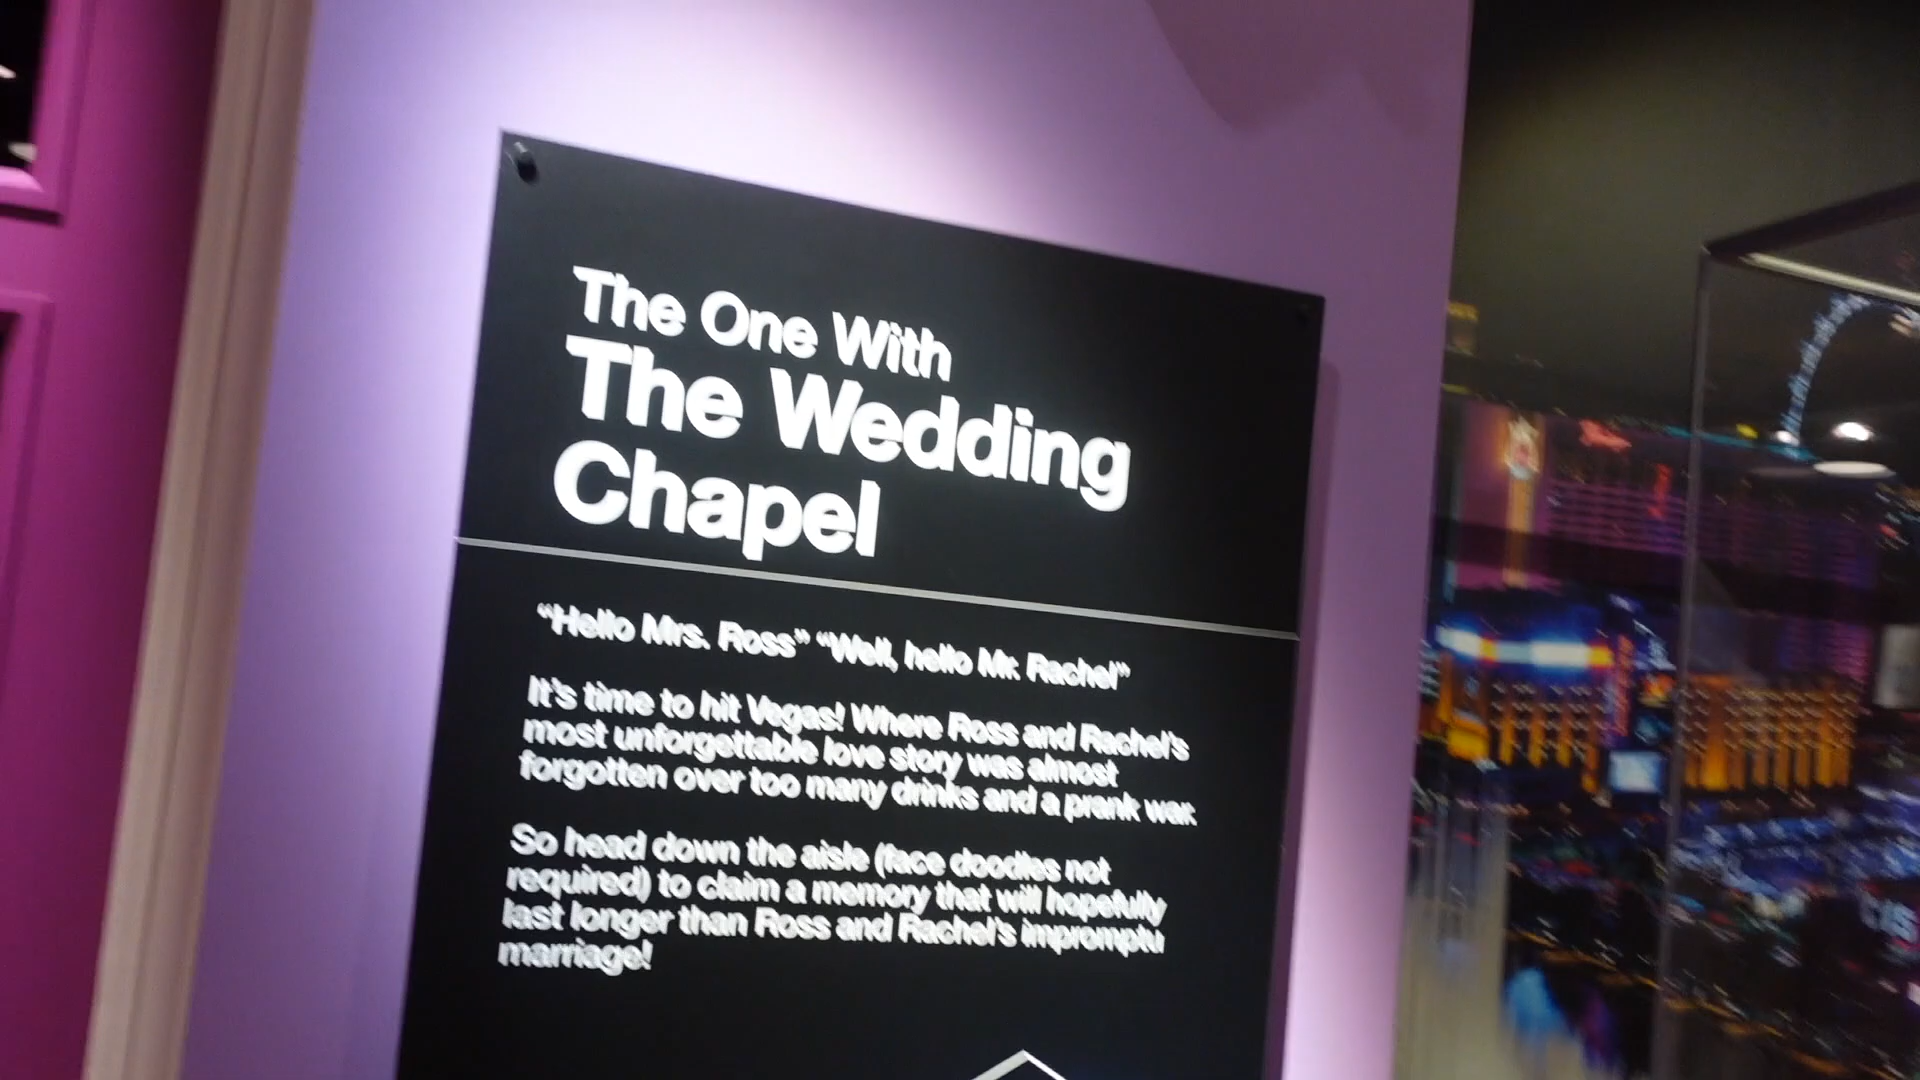 The One With
The Wedding
Chapel
“Hello Mrs. Ross” “Well, hello Mr. Rachel”
It's time to hit Vegas! Where Ross and Rachel's
most unforgettable love story was almost
forgotten over too many drinks and a prank war.
So head down the aisle (face doodles not
required) to claim a memory that will hopefully
last longer than Ross and Rachel's impromptu
marriage!